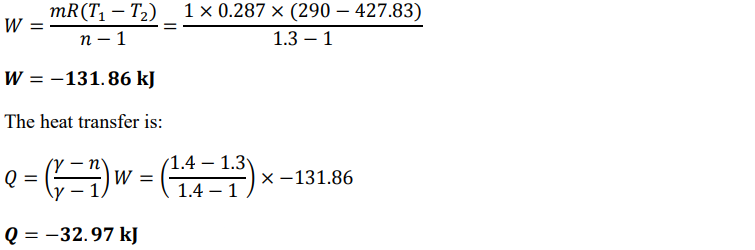 W = mR(T₁ − T₂) / n − 1 = 1 × 0.287 × (290 − 427.83) / 1.3 − 1
W = −131.86 kJ
The heat transfer is:
Q = (γ − n / γ − 1) W = (1.4 − 1.3 / 1.4 − 1) × −131.86
Q = −32.97 kJ